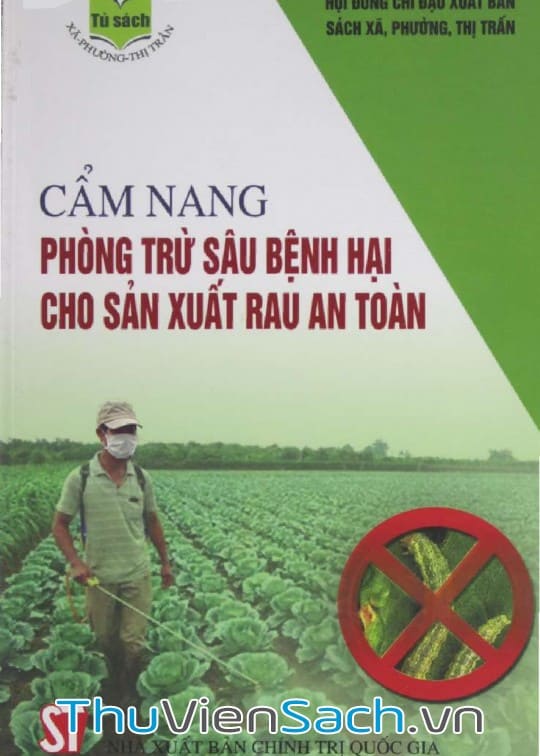 HỘI ĐỒNG CHỈ ĐẠO XUẤT BẢN
SÁCH XÃ, PHƯỜNG, THỊ TRẤN
Tủ sách
XÃ-PHƯỜNG-THỊ TRẤN
CẨM NANG
PHÒNG TRỪ SÂU BỆNH HẠI
CHO SẢN XUẤT RAU AN TOÀN
ST
ThuVienSach.vn
NHÀ XUẤT BẢN CHÍNH TRỊ QUỐC GIA